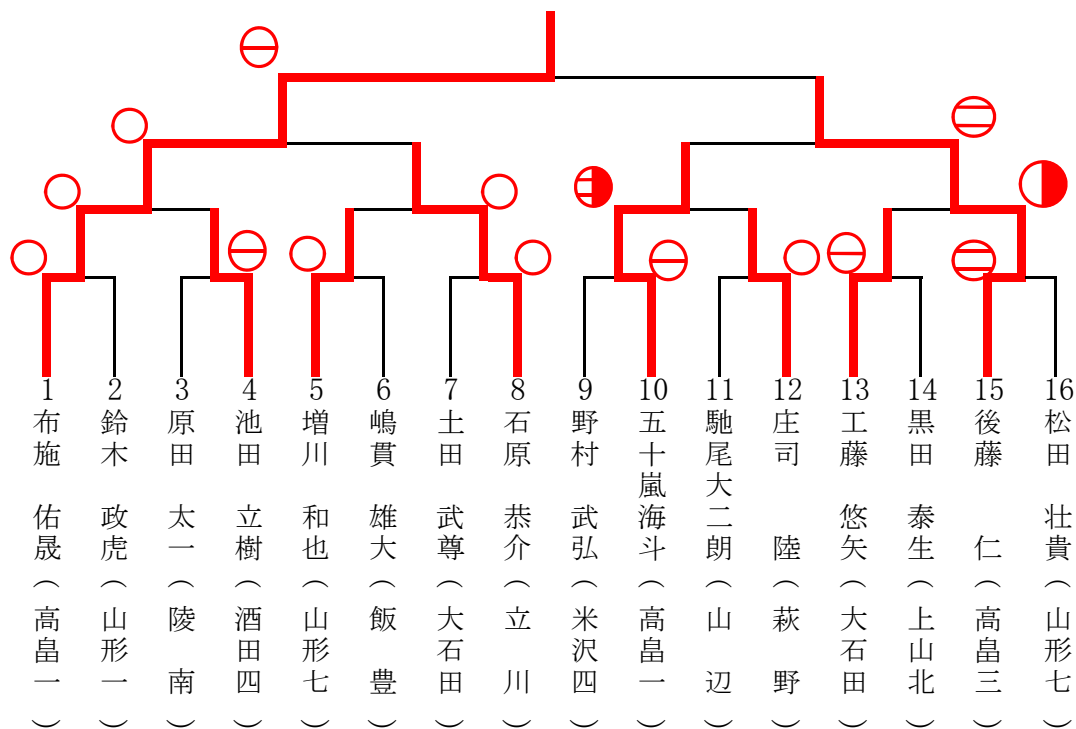 1 布施 佑晟（高畠一）
2 鈴木 政虎（山形一）
3 原田 太一（陵南）
4 池田 立樹（酒田四）
5 増川 和也（山形七）
6 嶋貫 雄大（飯豊）
7 土田 武尊（大石田）
8 石原 恭介（立川）
9 野村 武弘（米沢四）
10 五十嵐海斗（高畠一）
11 馳尾大二朗（山辺）
12 庄司 陸（萩野）
13 工藤 悠矢（大石田）
14 黒田 泰生（上山北）
15 後藤 仁（高畠三）
16 松田 壮貴（山形七）